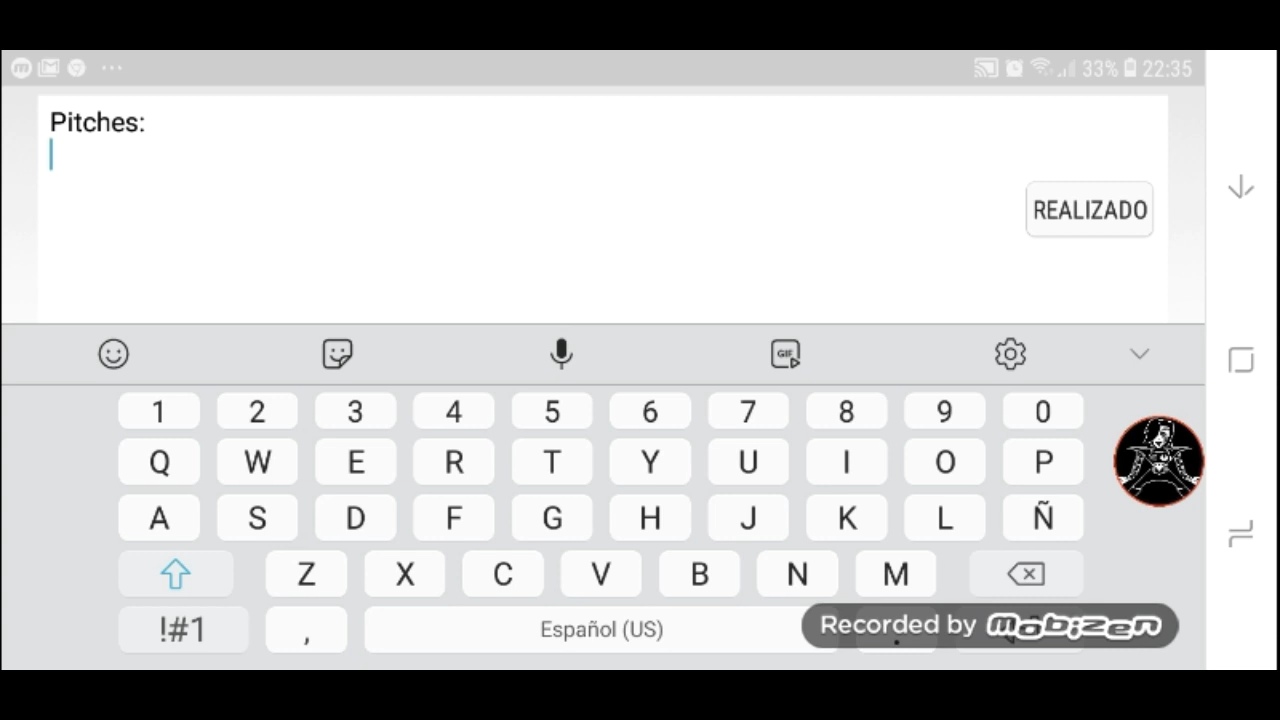 33% 22:35
Pitches:
REALIZADO
GIF
1 2 3 4 5 6 7 8 9 0
Q W E R T Y U I O P
A S D F G H J K L Ñ
Z X C V B N M
!#1 , Español (US) .
Recorded by mobizen